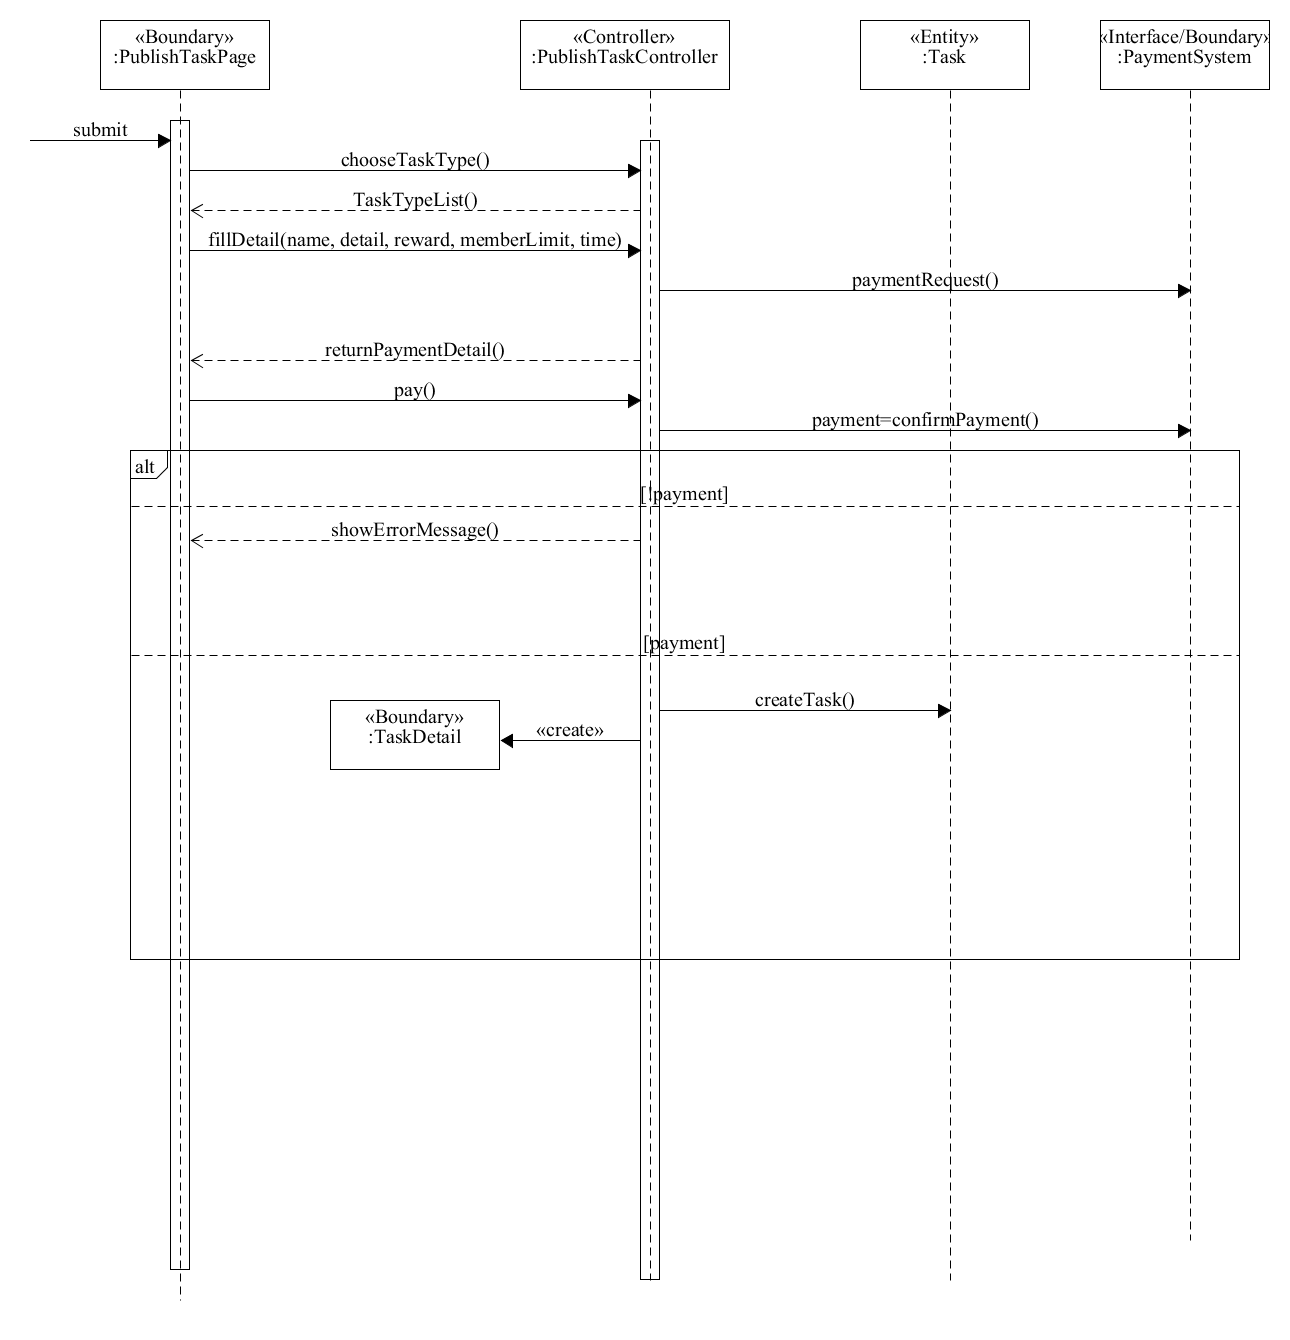 «Boundary»
:PublishTaskPage
«Controller»
:PublishTaskController
«Entity»
:Task
«Interface/Boundary»
:PaymentSystem
submit
chooseTaskType()
TaskTypeList()
fillDetail(name, detail, reward, memberLimit, time)
paymentRequest()
returnPaymentDetail()
pay()
payment=confirmPayment()
alt
[!payment]
showErrorMessage()
[payment]
createTask()
«Boundary»
:TaskDetail
«create»